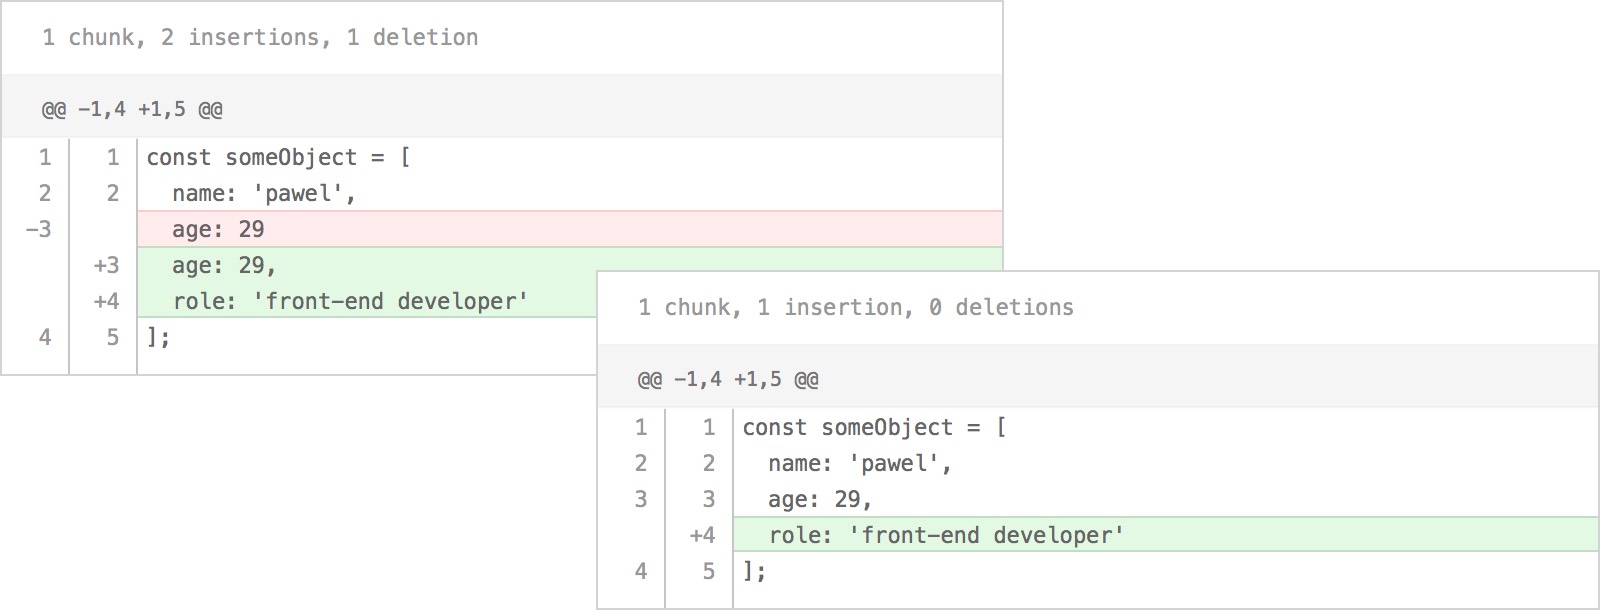 1 chunk, 2 insertions, 1 deletion
@@ -1,4 +1,5 @@
1 1 const someObject = [
2 2   name: 'pawel',
-3   age: 29
+3   age: 29,
+4   role: 'front-end developer'
4 5 ];
1 chunk, 1 insertion, 0 deletions
@@ -1,4 +1,5 @@
1 1 const someObject = [
2 2   name: 'pawel',
3 3   age: 29,
+4   role: 'front-end developer'
4 5 ];